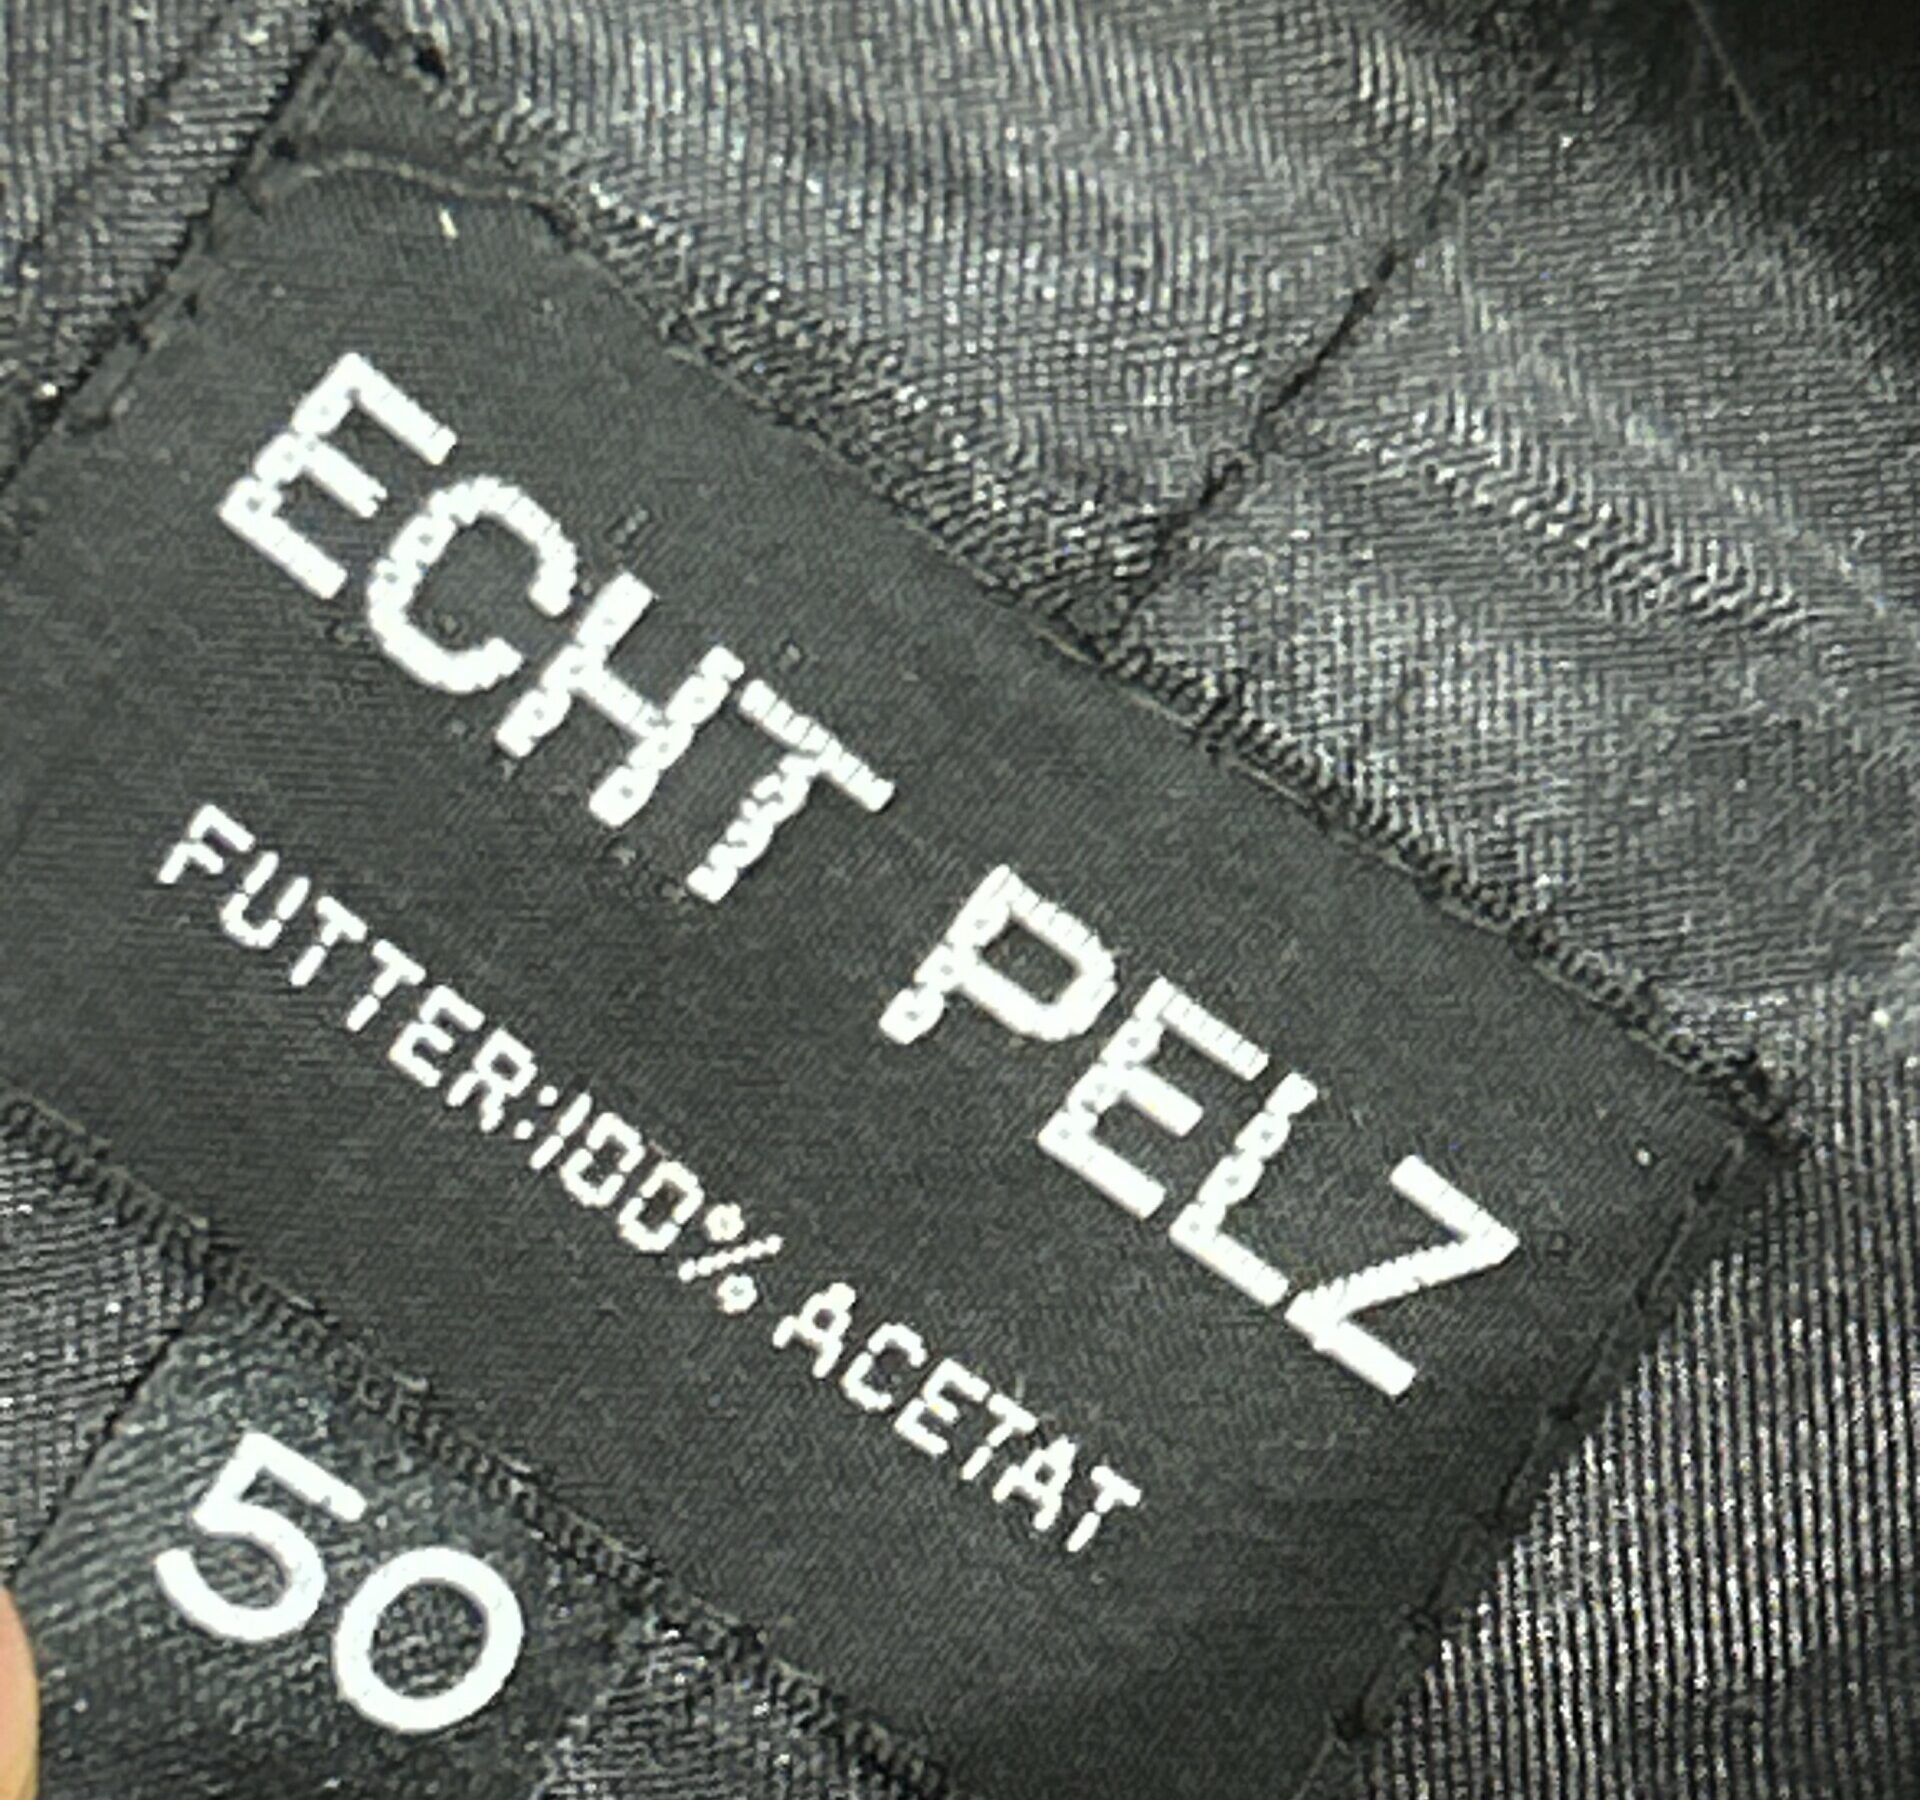 ECHT PELZ
FUTTER:100% ACETAT
50